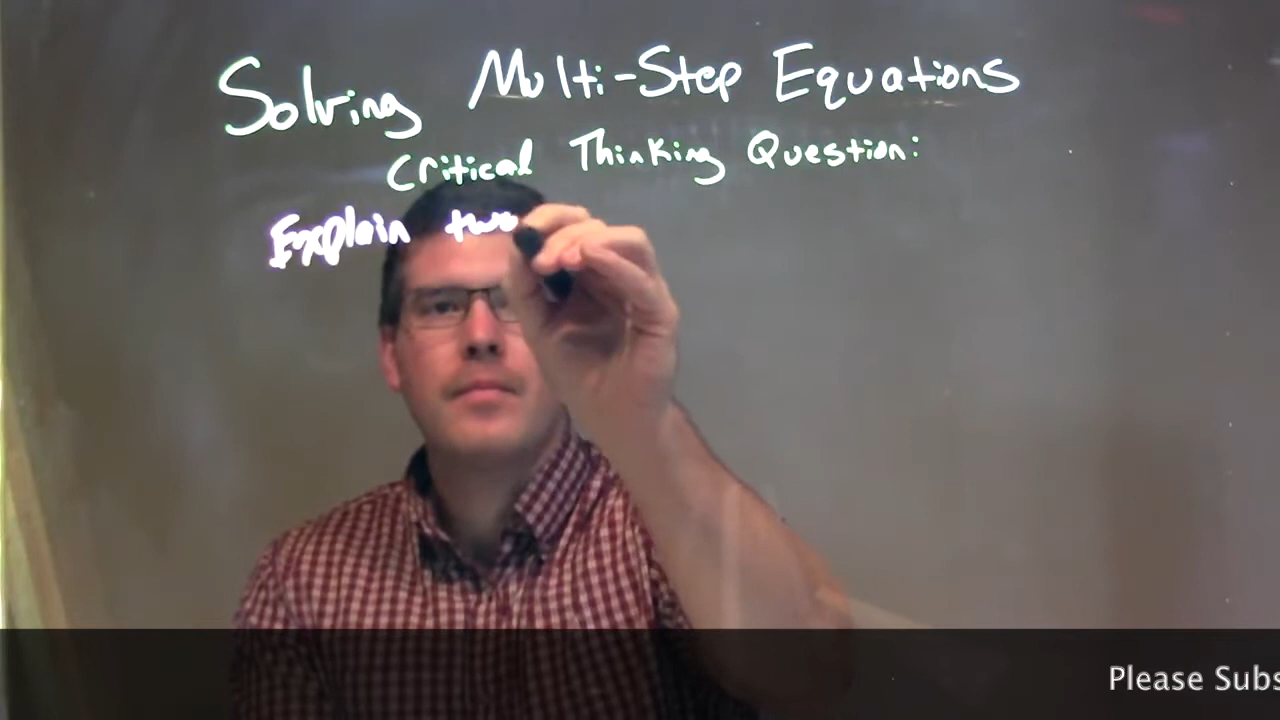 Solving Multi-Step Equations
Critical Thinking Question:
Explain two
Please Subs